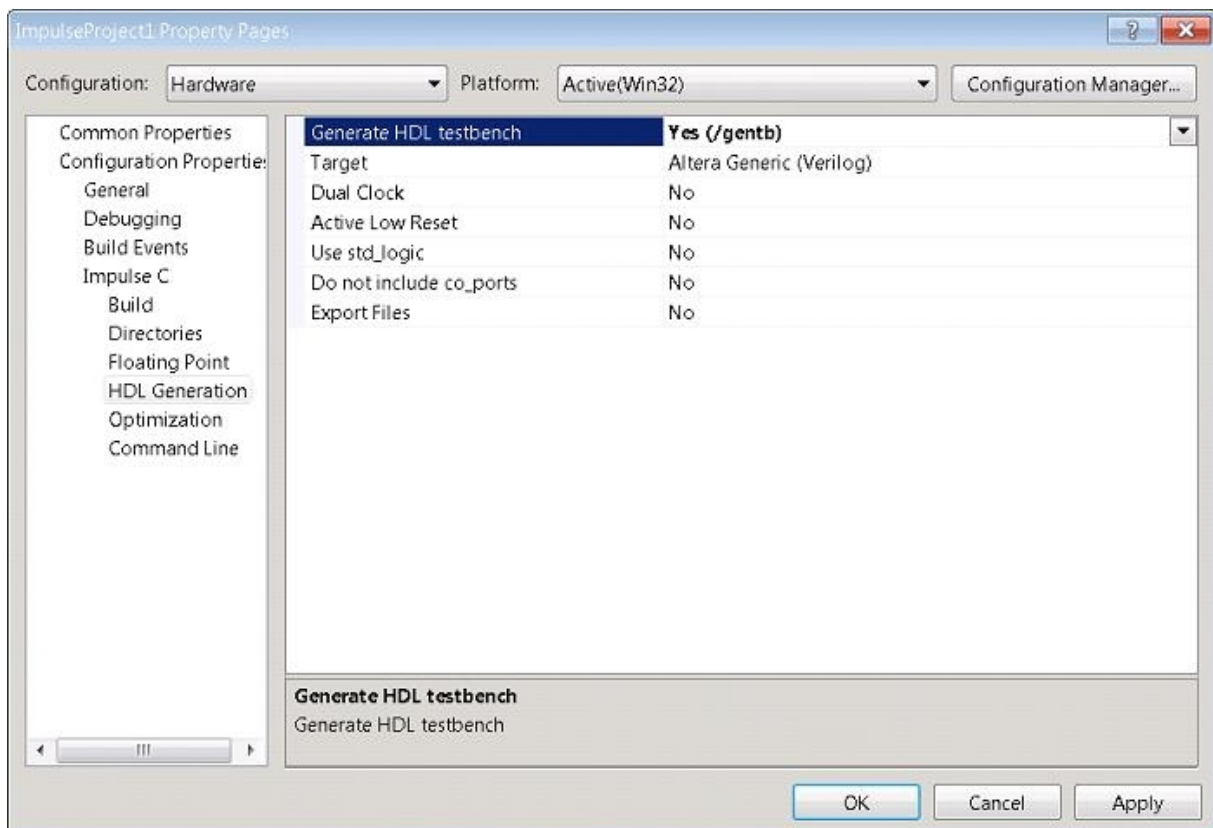 ImpulseProject1 Property Pages
Configuration: Hardware Platform: Active(Win32) Configuration Manager...
Common Properties
Configuration Propertie
General
Debugging
Build Events
Impulse C
Build
Directories
Floating Point
HDL Generation
Optimization
Command Line
Generate HDL testbench Yes (/gentb)
Target Altera Generic (Verilog)
Dual Clock No
Active Low Reset No
Use std_logic No
Do not include co_ports No
Export Files No
Generate HDL testbench
Generate HDL testbench
OK Cancel Apply